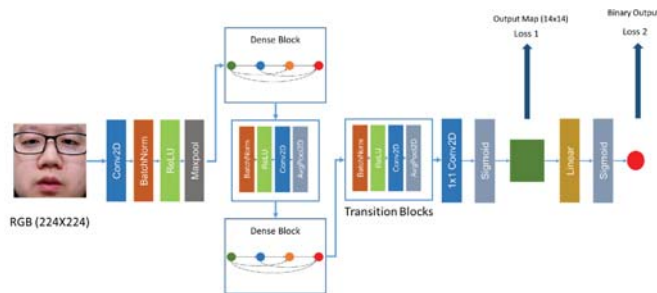 Output Map (14x14)
Loss 1
Binary Output
Loss 2
Dense Block
RGB (224X224)
Conv2D
BatchNorm
ReLU
Maxpool
BatchNorm
ReLU
Conv2D
AvgPool2D
Dense Block
BatchNorm
ReLU
Conv2D
AvgPool2D
Transition Blocks
1x1 Conv2D
Sigmoid
Linear
Sigmoid